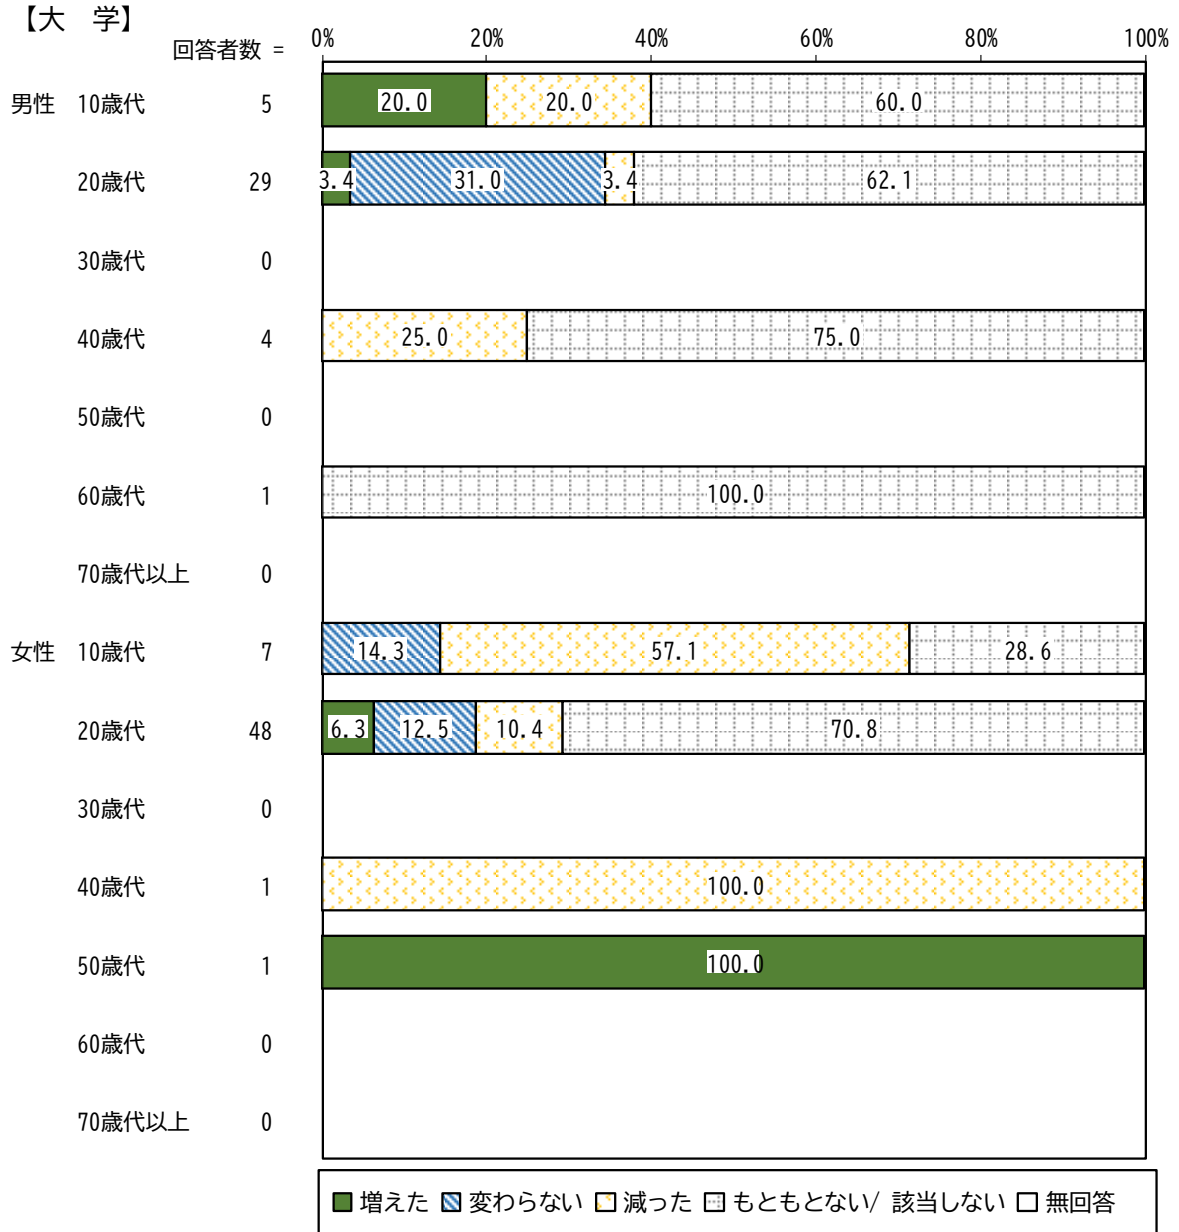 【大　学】
回答者数 = 0% 20% 40% 60% 80% 100%
男性 10歳代 5 20.0 20.0 60.0
20歳代 29 3.4 31.0 3.4 62.1
30歳代 0
40歳代 4 25.0 75.0
50歳代 0
60歳代 1 100.0
70歳代以上 0
女性 10歳代 7 14.3 57.1 28.6
20歳代 48 6.3 12.5 10.4 70.8
30歳代 0
40歳代 1 100.0
50歳代 1 100.0
60歳代 0
70歳代以上 0
増えた 変わらない 減った もともとない/ 該当しない 無回答